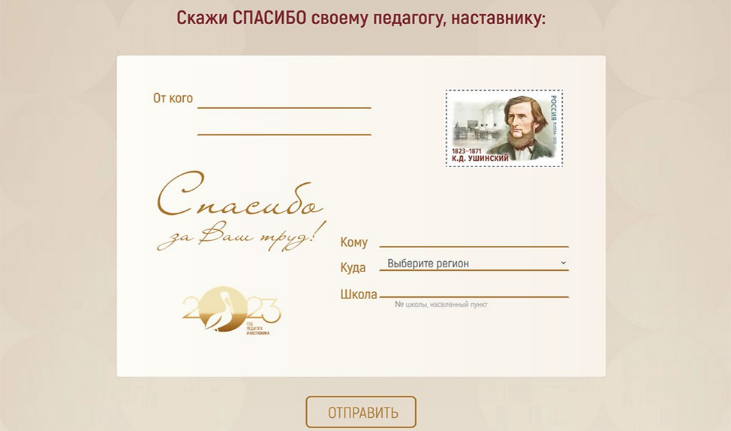 Скажи СПАСИБО своему педагогу, наставнику:
От кого
РОССИЯ
1823–1871
К.Д. УШИНСКИЙ
Спасибо
за Ваш труд!
Кому
Куда Выберите регион
Школа
№ школы, населенный пункт
2023
ГОД
ПЕДАГОГА
И НАСТАВНИКА
ОТПРАВИТЬ